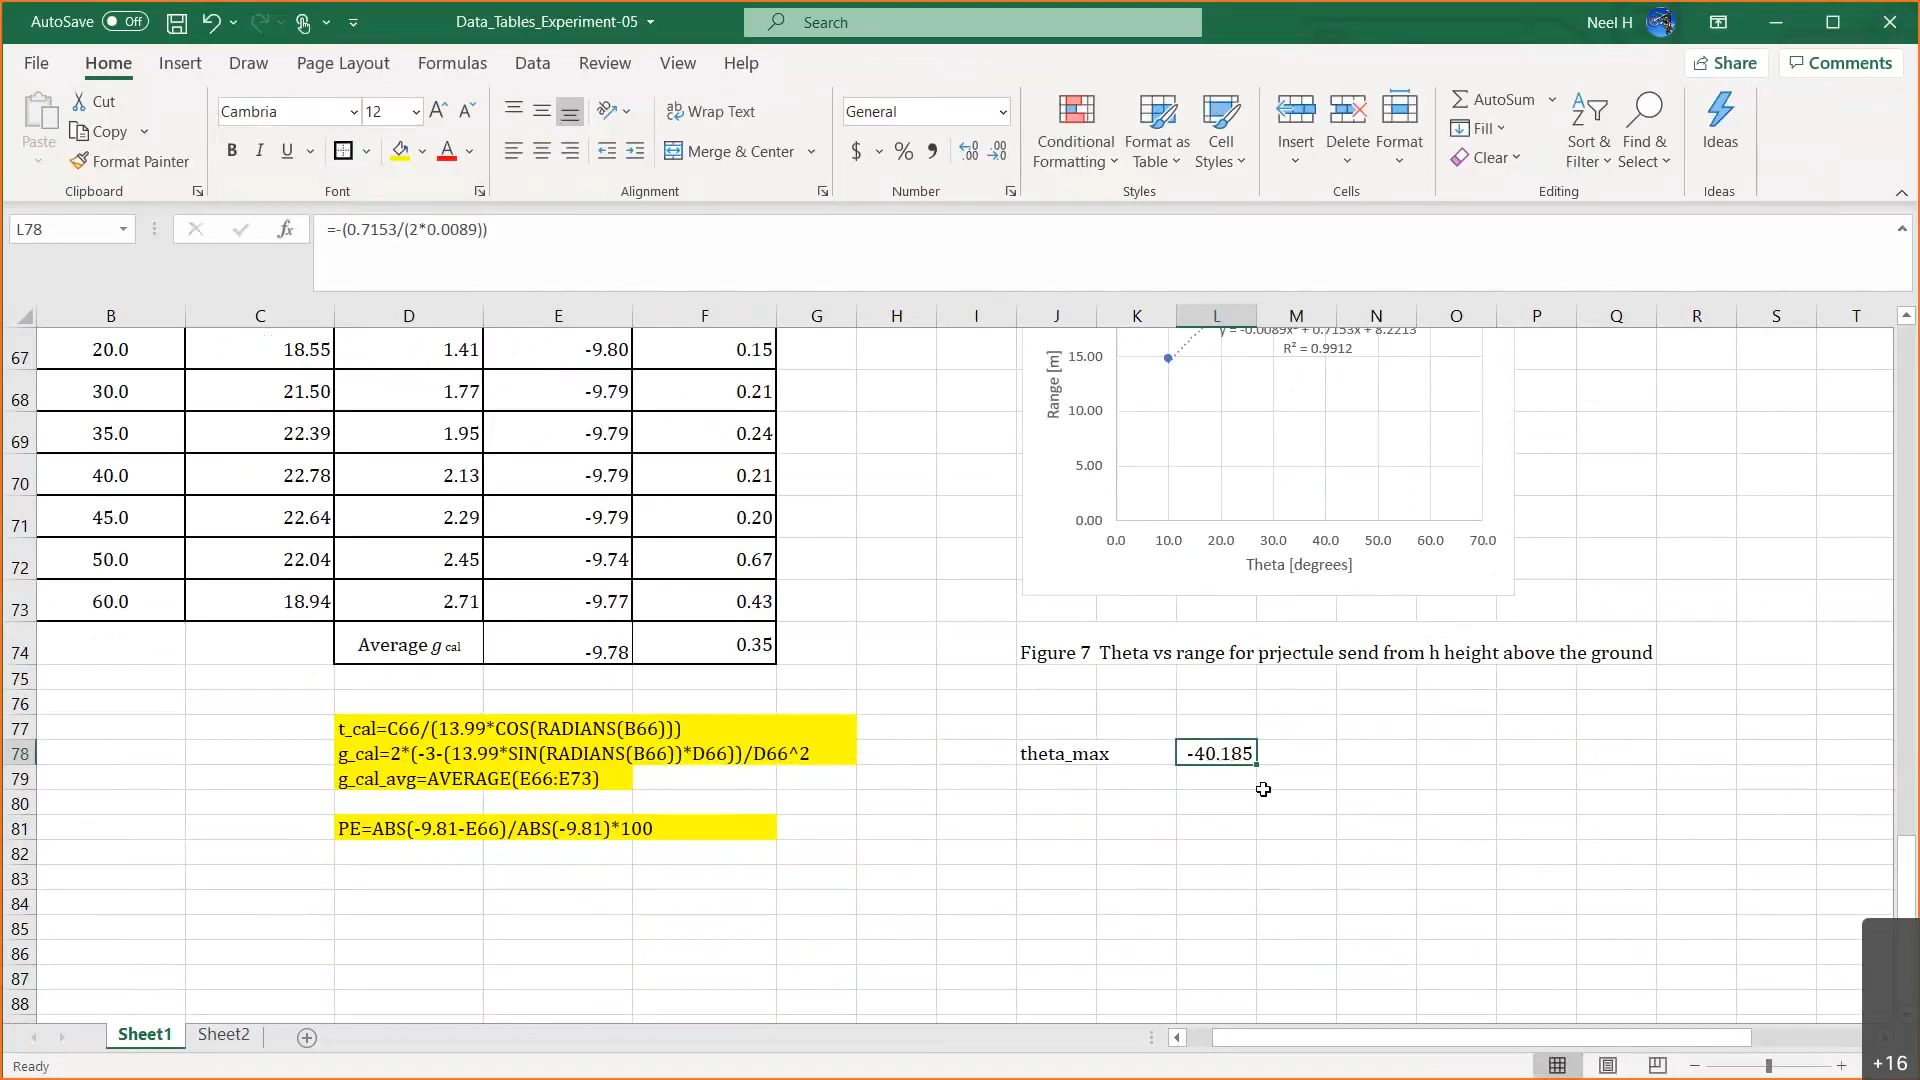 AutoSave Off Data_Tables_Experiment-05 Search Neel H
File Home Insert Draw Page Layout Formulas Data Review View Help Share Comments
Paste Cut Copy Format Painter
Clipboard
Cambria 12
B I U
Font
Wrap Text
Merge & Center
Alignment
General
$ % 9
Number
Conditional Formatting Format as Table Cell Styles
Styles
Insert Delete Format
Cells
AutoSum
Fill
Clear
Sort & Filter Find & Select
Editing
Ideas
Ideas
L78 fx =-(0.7153/(2*0.0089))
B C D E F G H I J K L M N O P Q R S T
67 20.0 18.55 1.41 -9.80 0.15
68 30.0 21.50 1.77 -9.79 0.21
69 35.0 22.39 1.95 -9.79 0.24
70 40.0 22.78 2.13 -9.79 0.21
71 45.0 22.64 2.29 -9.79 0.20
72 50.0 22.04 2.45 -9.74 0.67
73 60.0 18.94 2.71 -9.77 0.43
74 Average g cal -9.78 0.35
y = -0.0089x² + 0.7153x + 8.2213
R² = 0.9912
Range [m]
15.00
10.00
5.00
0.00
0.0 10.0 20.0 30.0 40.0 50.0 60.0 70.0
Theta [degrees]
Figure 7 Theta vs range for prjectule send from h height above the ground
75
76
77 t_cal=C66/(13.99*COS(RADIANS(B66)))
78 g_cal=2*(-3-(13.99*SIN(RADIANS(B66))*D66))/D66^2 theta_max -40.185
79 g_cal_avg=AVERAGE(E66:E73)
80
81 PE=ABS(-9.81-E66)/ABS(-9.81)*100
82
83
84
85
86
87
88
Sheet1 Sheet2
Ready
+16